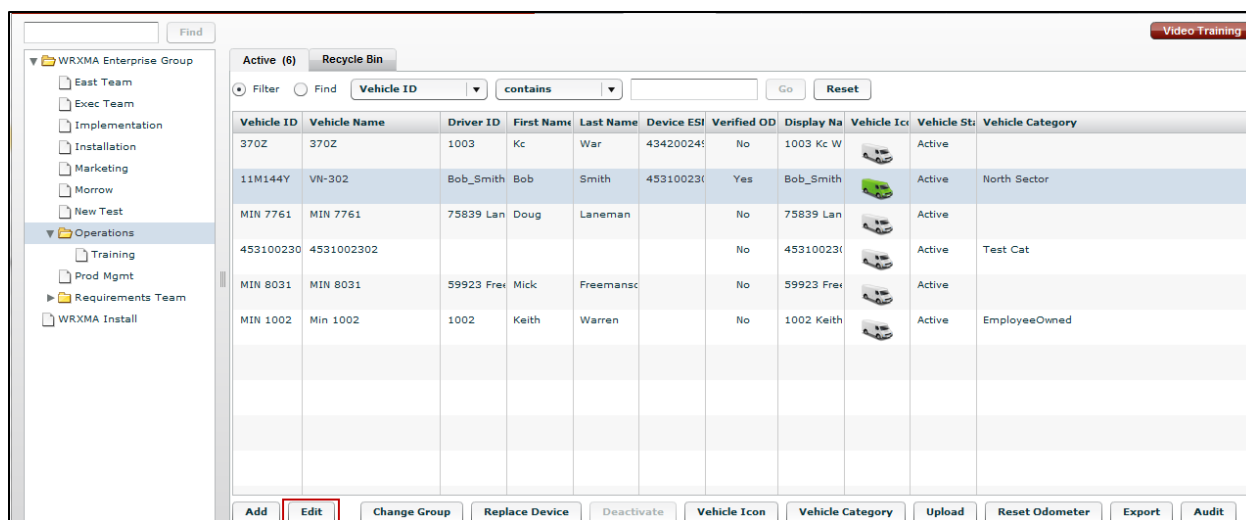 Find
Video Training
WRXMA Enterprise Group
East Team
Exec Team
Implementation
Installation
Marketing
Morrow
New Test
Operations
Training
Prod Mgmt
Requirements Team
WRXMA Install
Active (6) Recycle Bin
Filter Find Vehicle ID contains Go Reset
Vehicle ID Vehicle Name Driver ID First Name Last Name Device ESI Verified OD Display Na Vehicle Ico Vehicle Sta Vehicle Category
370Z 370Z 1003 Kc War 434200249 No 1003 Kc W Active
11M144Y VN-302 Bob_Smith Bob Smith 45310023( Yes Bob_Smith Active North Sector
MIN 7761 MIN 7761 75839 Lan Doug Laneman No 75839 Lan Active
453100230 4531002302 No 45310023( Active Test Cat
MIN 8031 MIN 8031 59923 Free Mick Freemansc No 59923 Free Active
MIN 1002 Min 1002 1002 Keith Warren No 1002 Keith Active EmployeeOwned
Add Edit Change Group Replace Device Deactivate Vehicle Icon Vehicle Category Upload Reset Odometer Export Audit